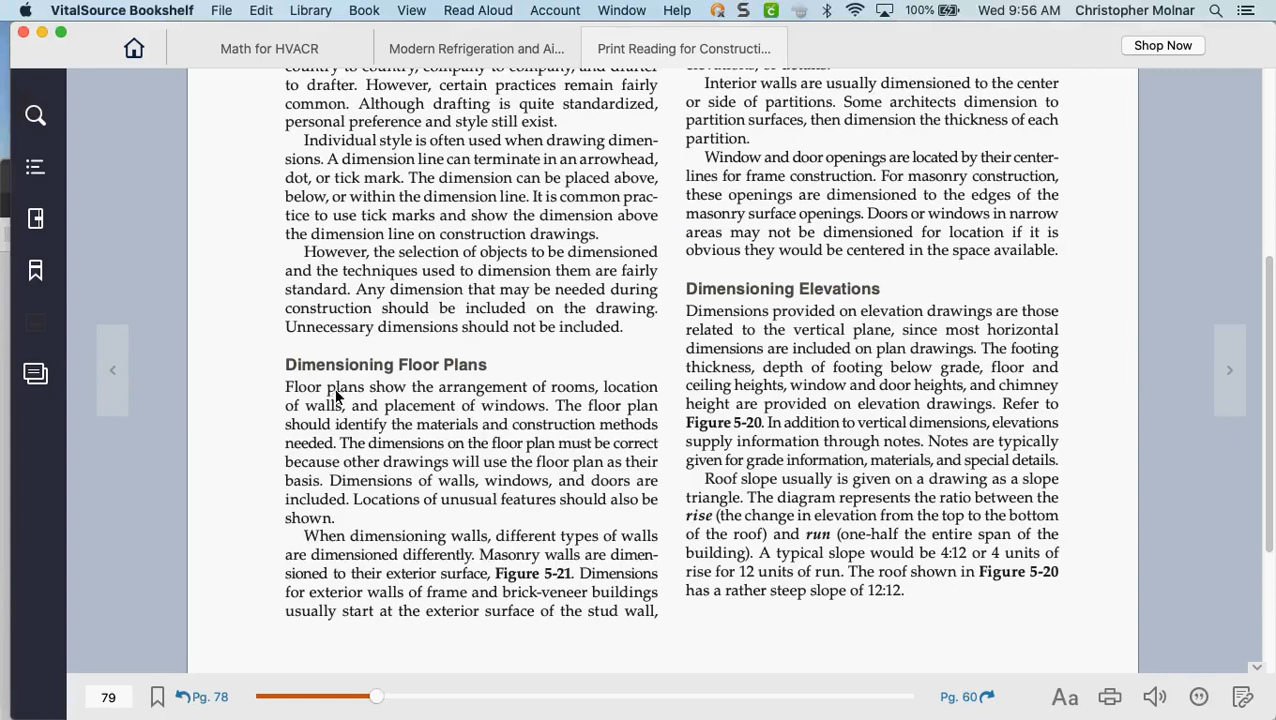 VitalSource Bookshelf File Edit Library Book View Read Aloud Account Window Help 100% Wed 9:56 AM Christopher Molnar
Math for HVACR Modern Refrigeration and Ai... Print Reading for Constructi... Shop Now
country to country, company to company, and drafter
to drafter. However, certain practices remain fairly
common. Although drafting is quite standardized,
personal preference and style still exist.
Individual style is often used when drawing dimen-
sions. A dimension line can terminate in an arrowhead,
dot, or tick mark. The dimension can be placed above,
below, or within the dimension line. It is common prac-
tice to use tick marks and show the dimension above
the dimension line on construction drawings.
However, the selection of objects to be dimensioned
and the techniques used to dimension them are fairly
standard. Any dimension that may be needed during
construction should be included on the drawing.
Unnecessary dimensions should not be included.
Dimensioning Floor Plans
Floor plans show the arrangement of rooms, location
of walls, and placement of windows. The floor plan
should identify the materials and construction methods
needed. The dimensions on the floor plan must be correct
because other drawings will use the floor plan as their
basis. Dimensions of walls, windows, and doors are
included. Locations of unusual features should also be
shown.
When dimensioning walls, different types of walls
are dimensioned differently. Masonry walls are dimen-
sioned to their exterior surface, Figure 5-21. Dimensions
for exterior walls of frame and brick-veneer buildings
usually start at the exterior surface of the stud wall,
Interior walls are usually dimensioned to the center
or side of partitions. Some architects dimension to
partition surfaces, then dimension the thickness of each
partition.
Window and door openings are located by their center-
lines for frame construction. For masonry construction,
these openings are dimensioned to the edges of the
masonry surface openings. Doors or windows in narrow
areas may not be dimensioned for location if it is
obvious they would be centered in the space available.
Dimensioning Elevations
Dimensions provided on elevation drawings are those
related to the vertical plane, since most horizontal
dimensions are included on plan drawings. The footing
thickness, depth of footing below grade, floor and
ceiling heights, window and door heights, and chimney
height are provided on elevation drawings. Refer to
Figure 5-20. In addition to vertical dimensions, elevations
supply information through notes. Notes are typically
given for grade information, materials, and special details.
Roof slope usually is given on a drawing as a slope
triangle. The diagram represents the ratio between the
rise (the change in elevation from the top to the bottom
of the roof) and run (one-half the entire span of the
building). A typical slope would be 4:12 or 4 units of
rise for 12 units of run. The roof shown in Figure 5-20
has a rather steep slope of 12:12.
79 Pg. 78 Pg. 60 Aa